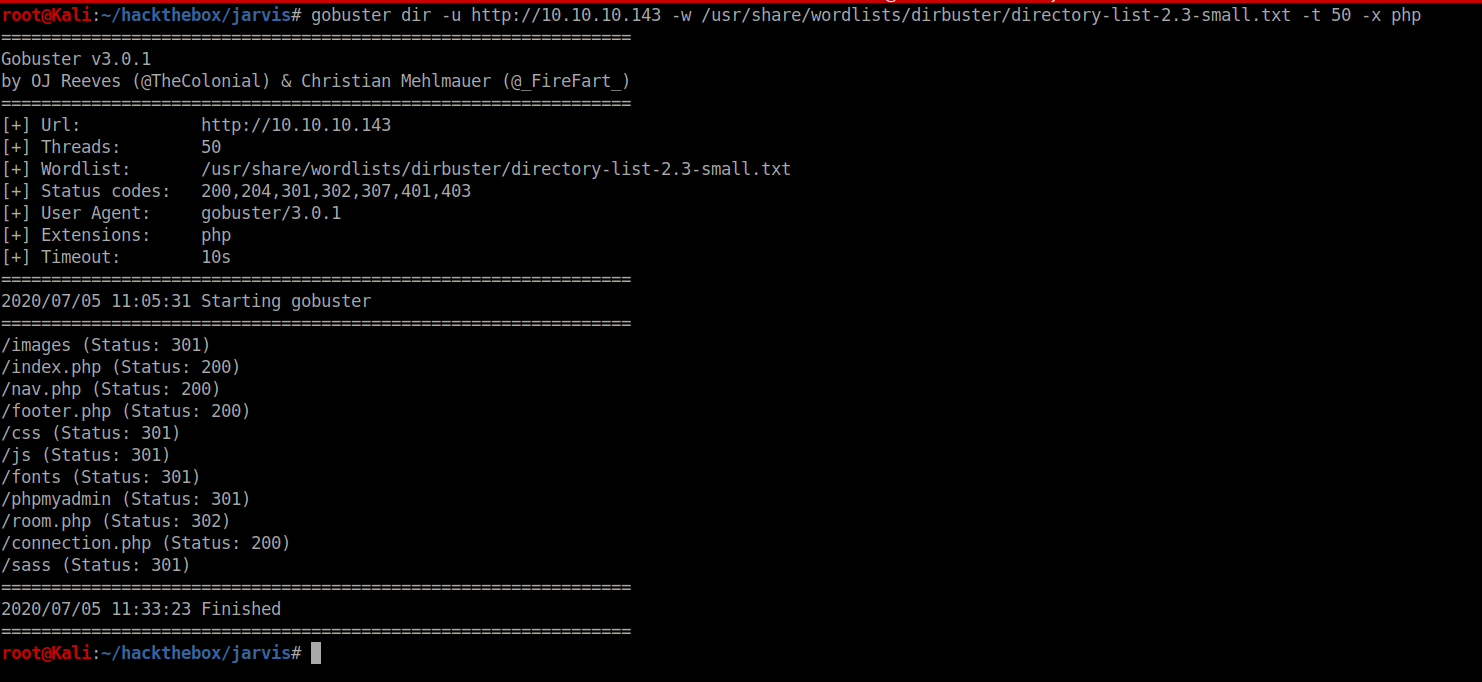 root@Kali:~/hackthebox/jarvis# gobuster dir -u http://10.10.10.143 -w /usr/share/wordlists/dirbuster/directory-list-2.3-small.txt -t 50 -x php
===============================================================
Gobuster v3.0.1
by OJ Reeves (@TheColonial) & Christian Mehlmauer (@_FireFart_)
===============================================================
[+] Url:            http://10.10.10.143
[+] Threads:        50
[+] Wordlist:       /usr/share/wordlists/dirbuster/directory-list-2.3-small.txt
[+] Status codes:   200,204,301,302,307,401,403
[+] User Agent:     gobuster/3.0.1
[+] Extensions:     php
[+] Timeout:        10s
===============================================================
2020/07/05 11:05:31 Starting gobuster
===============================================================
/images (Status: 301)
/index.php (Status: 200)
/nav.php (Status: 200)
/footer.php (Status: 200)
/css (Status: 301)
/js (Status: 301)
/fonts (Status: 301)
/phpmyadmin (Status: 301)
/room.php (Status: 302)
/connection.php (Status: 200)
/sass (Status: 301)
===============================================================
2020/07/05 11:33:23 Finished
===============================================================
root@Kali:~/hackthebox/jarvis#